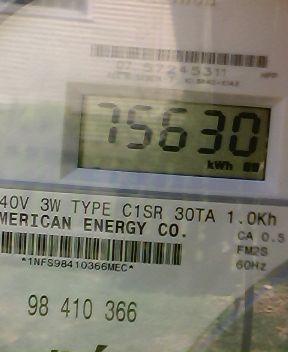 75630
kWh
40V 3W TYPE C1SR 30TA 1.0Kh
MERICAN ENERGY CO.
CA 0.5
FM2S
60Hz
*1NFS98410366MEC*
98 410 366